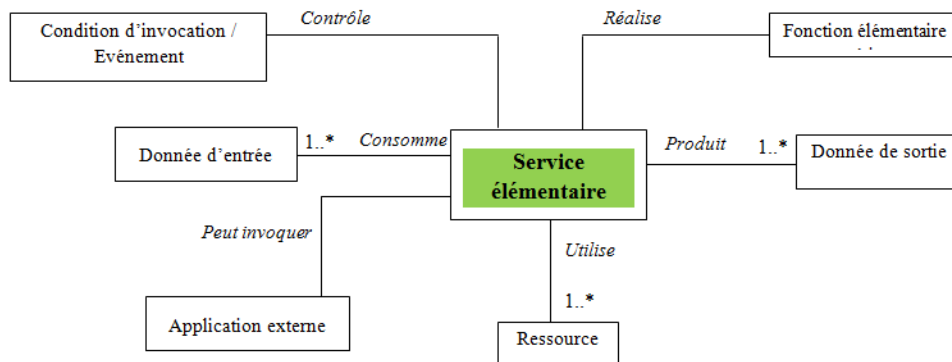 Contrôle
Réalise
Condition d'invocation /
Evénement
Fonction élémentaire
1..*
Consomme
Donnée d'entrée
Service
élémentaire
Produit
1..*
Donnée de sortie
Peut invoquer
Utilise
1..*
Application externe
Ressource